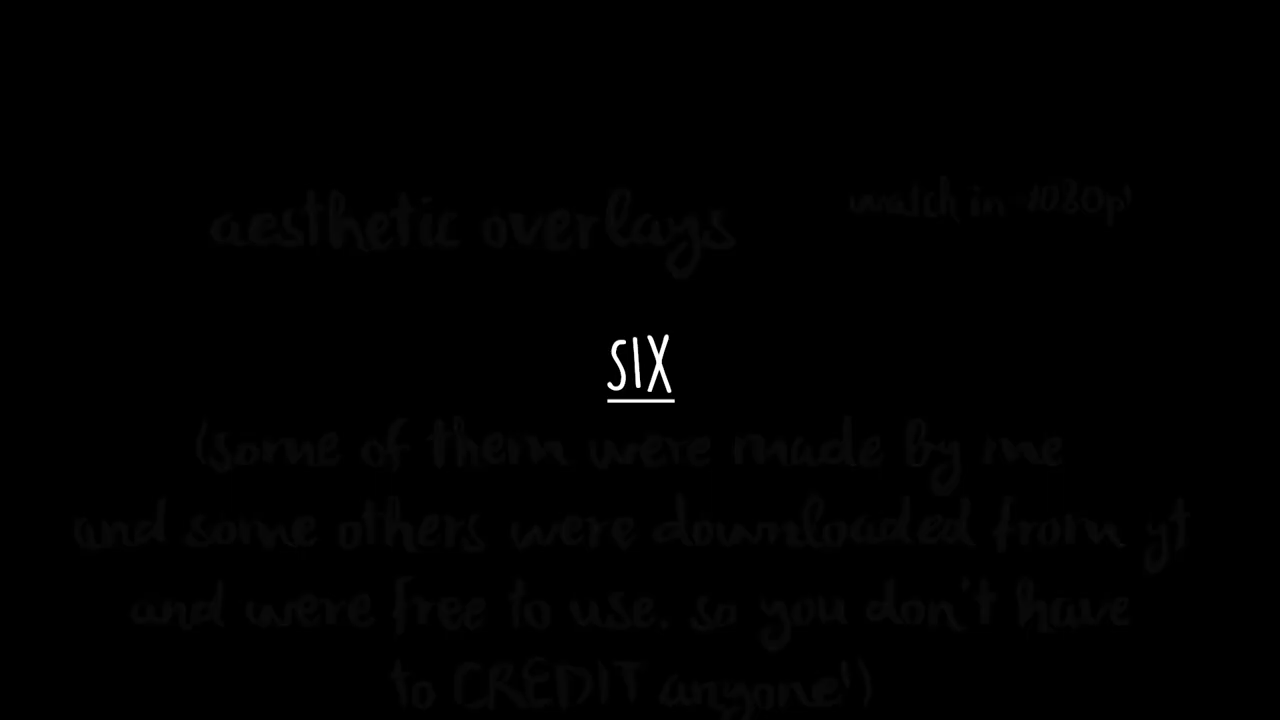 aesthetic overlays
watch in 1080p!
SIX
(some of them were made by me
and some others were downloaded from yt
and were free to use. so you don't have
to CREDIT anyone!)